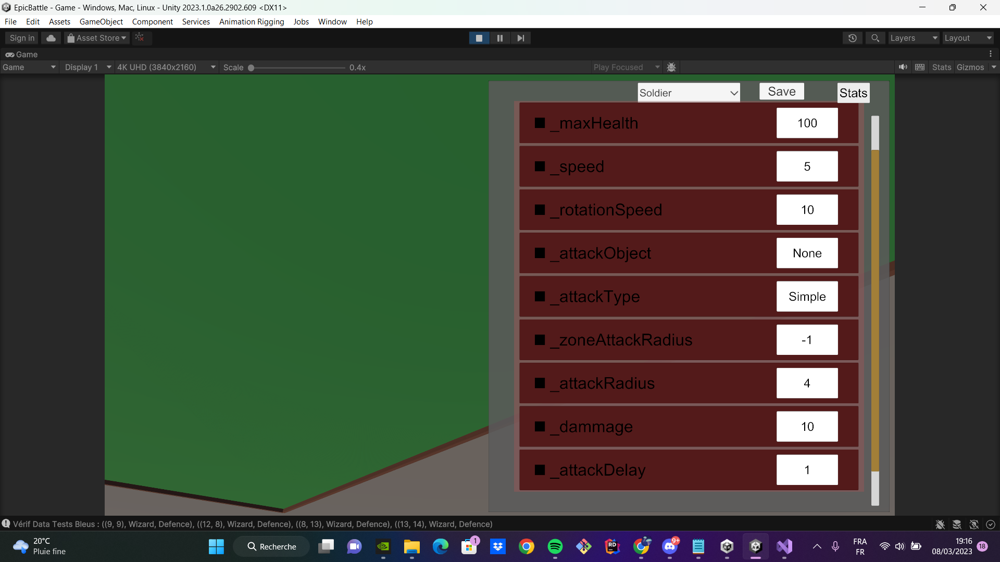 EpicBattle - Game - Windows, Mac, Linux - Unity 2023.1.0a26.2902.609 <DX11>
File Edit Assets GameObject Component Services Animation Rigging Jobs Window Help
Sign in Asset Store Layers Layout
Game
Game Display 1 4K UHD (3840x2160) Scale 0.4x Play Focused Stats Gizmos
Soldier Save Stats
_maxHealth 100
_speed 5
_rotationSpeed 10
_attackObject None
_attackType Simple
_zoneAttackRadius -1
_attackRadius 4
_dammage 10
_attackDelay 1
Vérif Data Tests Bleus : ((9, 9), Wizard, Defence), ((12, 8), Wizard, Defence), ((8, 13), Wizard, Defence), ((13, 14), Wizard, Defence)
20°C
Pluie fine
Recherche
1
RD
9+
FRA
FR
19:16
08/03/2023
18